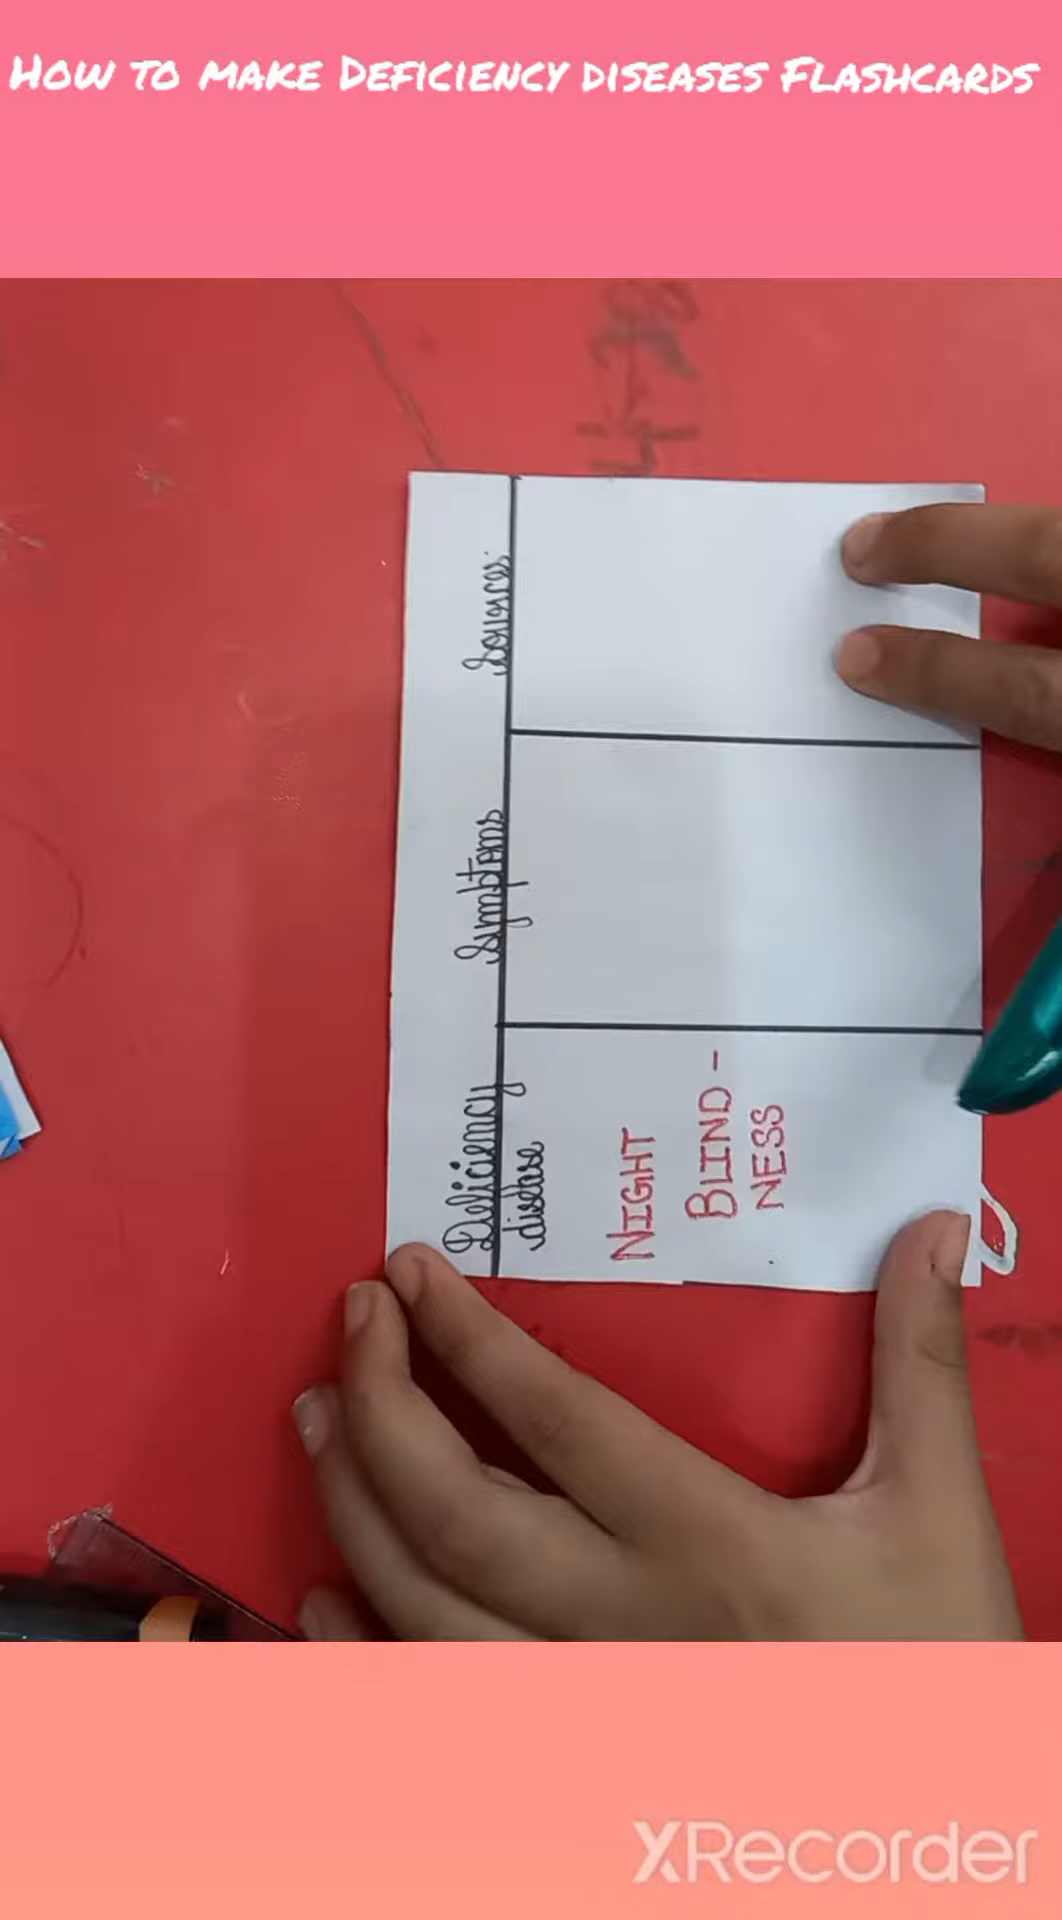 How to make Deficiency diseases Flashcards
Deficiency disease
Symptoms
Sources
NIGHT
BLIND -
NESS
XRecorder